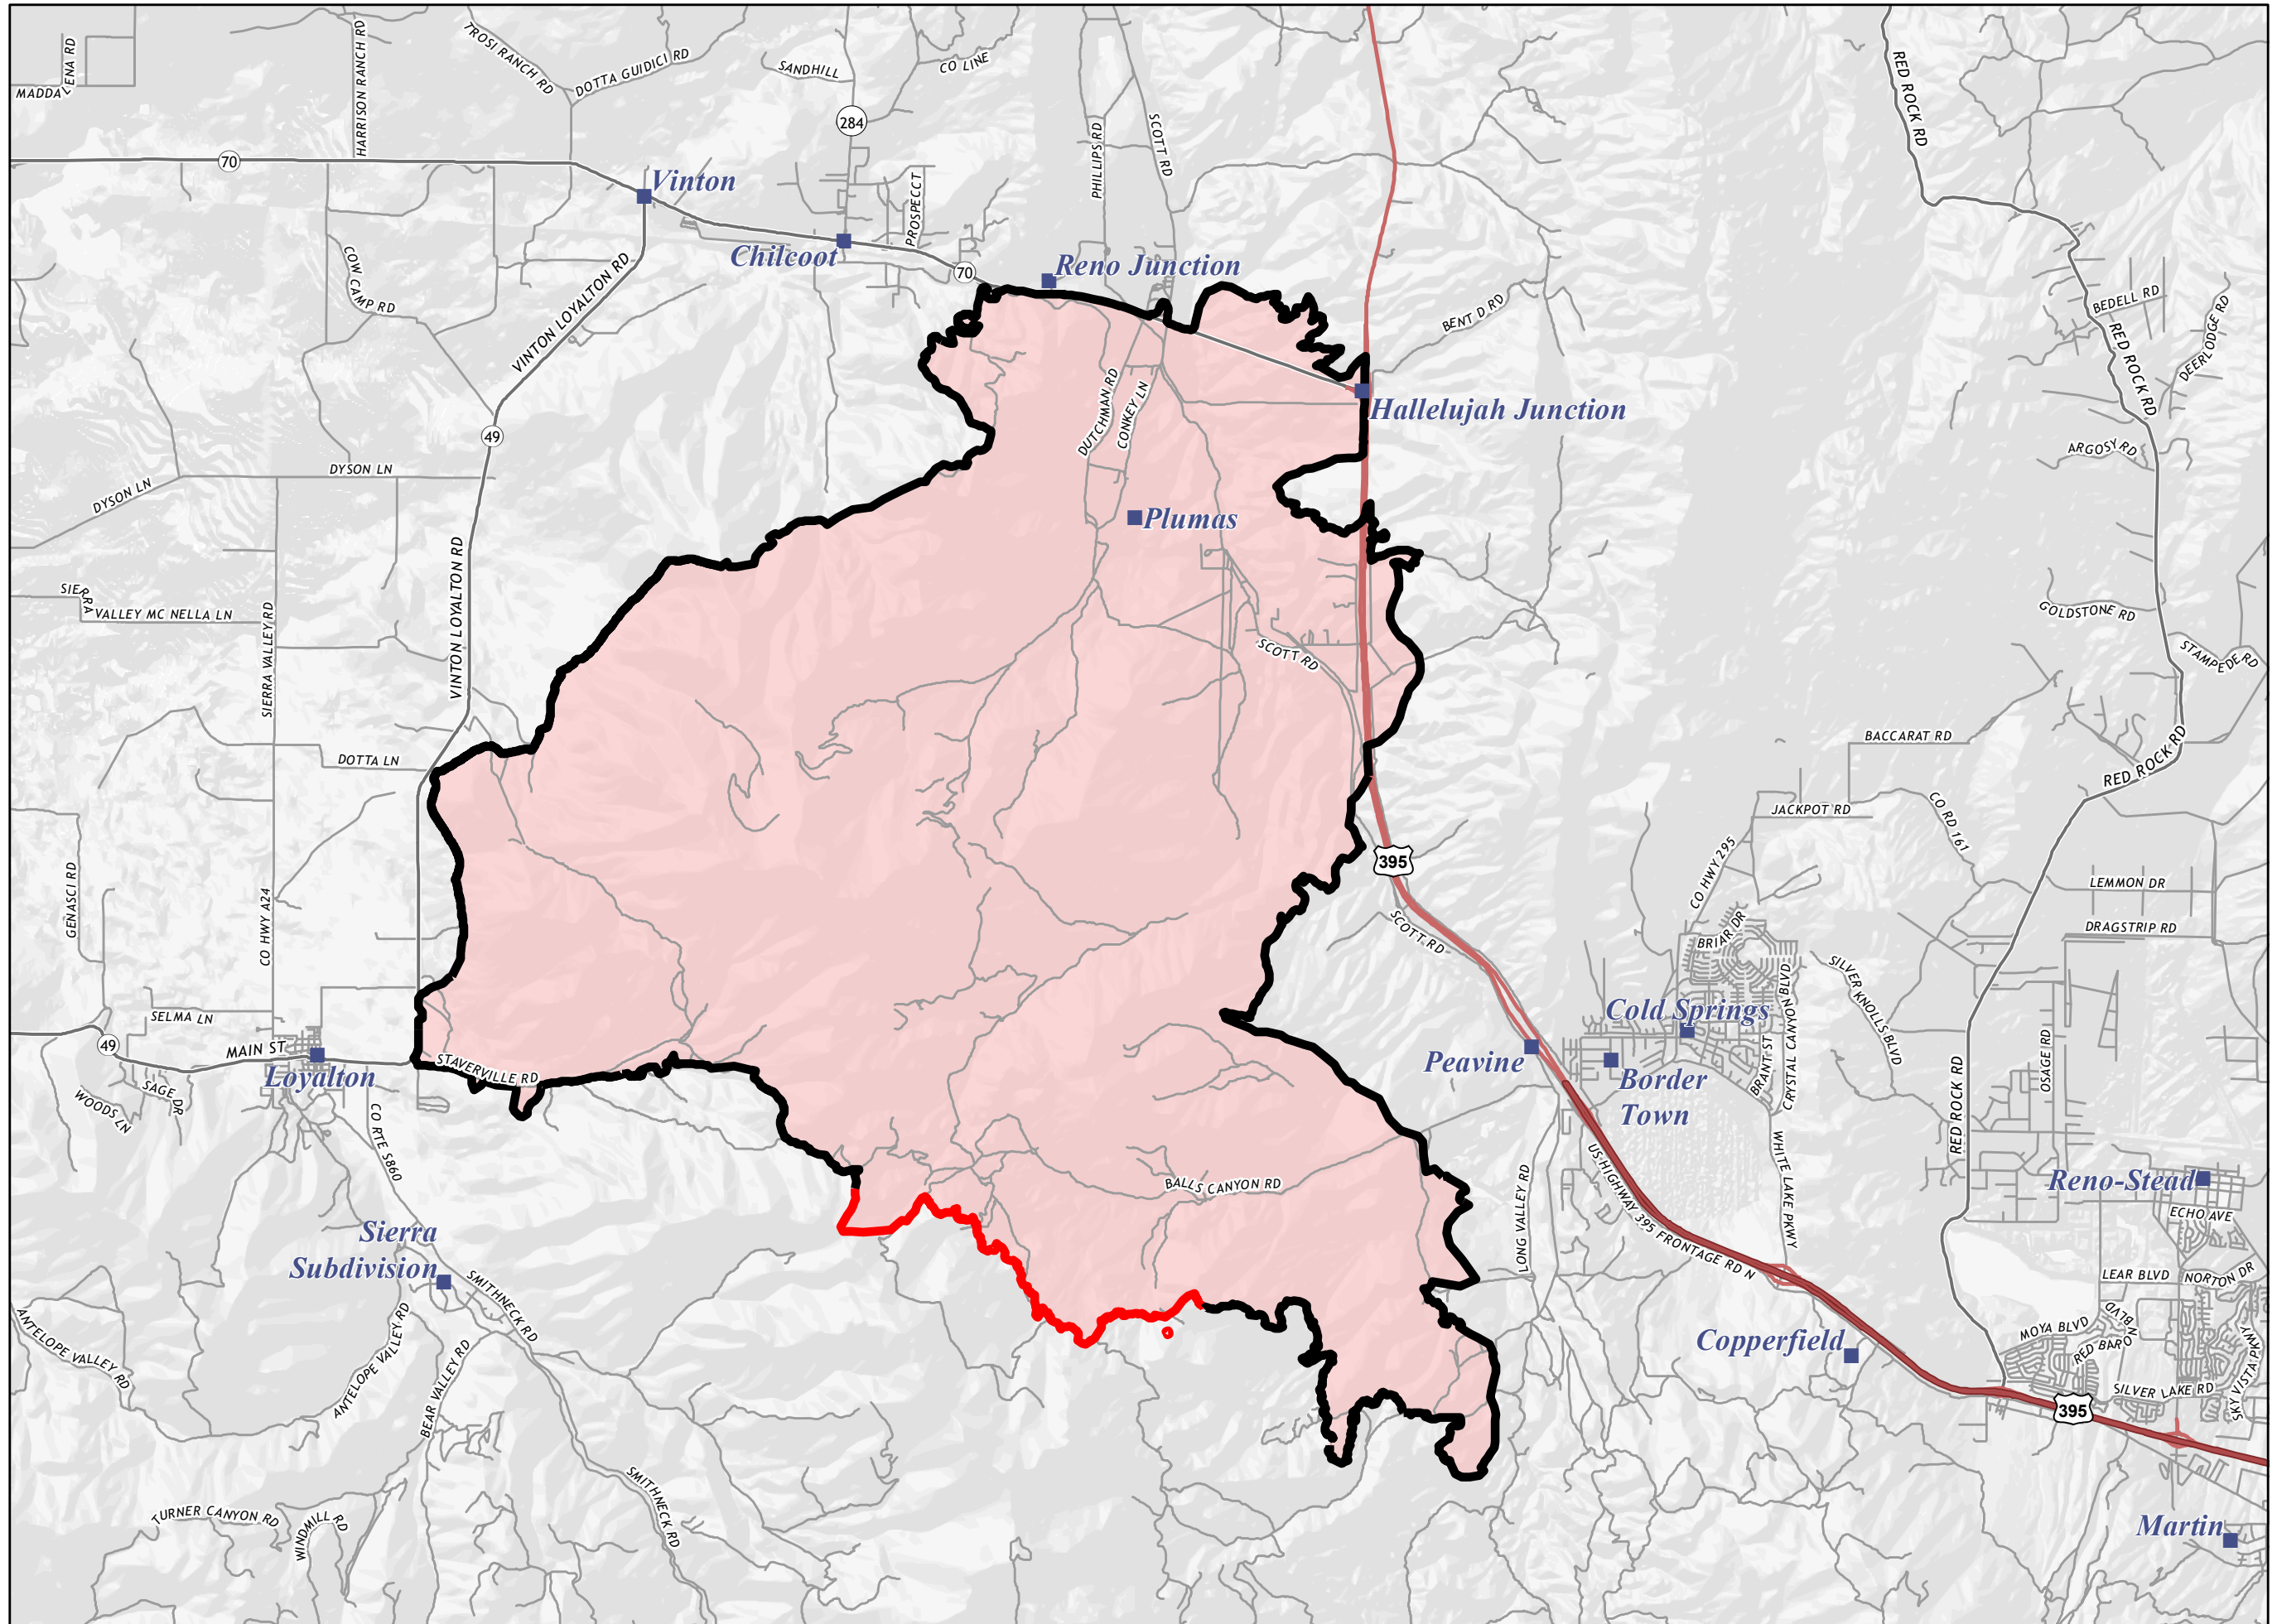 MADDALENA RD
HARRISON RANCH RD
TROSI RANCH RD
DOTTA GUIDICI RD
SANDHILL
CO LINE
284
PHILLIPS RD
SCOTT RD
RED ROCK RD
70
Vinton
PROSPECCT
Chilcoot
70
Reno Junction
COW CAMP RD
VINTON LOYALTON RD
BENT D RD
BEDELL RD
RED ROCK RD
DEERLODGE RD
49
DUTCHMAN RD
CONKEY LN
Hallelujah Junction
ARGOSY RD
DYSON LN
DYSON LN
Plumas
VINTON LOYALTON RD
SIERRA VALLEY MC NELLA LN
SIERRA VALLEY RD
SCOTT RD
GOLDSTONE RD
STAMPEDE RD
DOTTA LN
BACCARAT RD
RED ROCK RD
JACKPOT RD
CO RD 161
395
CO HWY 295
GENASCI RD
CO HWY A24
LEMMON DR
SCOTT RD
BRIAR DR
DRAGSTRIP RD
SILVER KNOLLS BLVD
CRYSTAL CANYON BLVD
SELMA LN
Cold Springs
49
MAIN ST
Loyalton
STAVERVILLE RD
Peavine
Border
Town
BRANT ST
OSAGE RD
RED ROCK RD
SAGE DR
WOODS LN
CO RTE S860
WHITE LAKE PKWY
US HIGHWAY 395 FRONTAGE RD N
LONG VALLEY RD
BALLS CANYON RD
Reno-Stead
ECHO AVE
Sierra
Subdivision
SMITHNECK RD
LEAR BLVD
NORTON DR
ANTELOPE VALLEY RD
ANTELOPE VALLEY RD
BEAR VALLEY RD
Copperfield
MOYA BLVD
RED BARON BLVD
SILVER LAKE RD
SKY VISTA PKWY
395
SMITHNECK RD
TURNER CANYON RD
WINDMILL RD
Martin